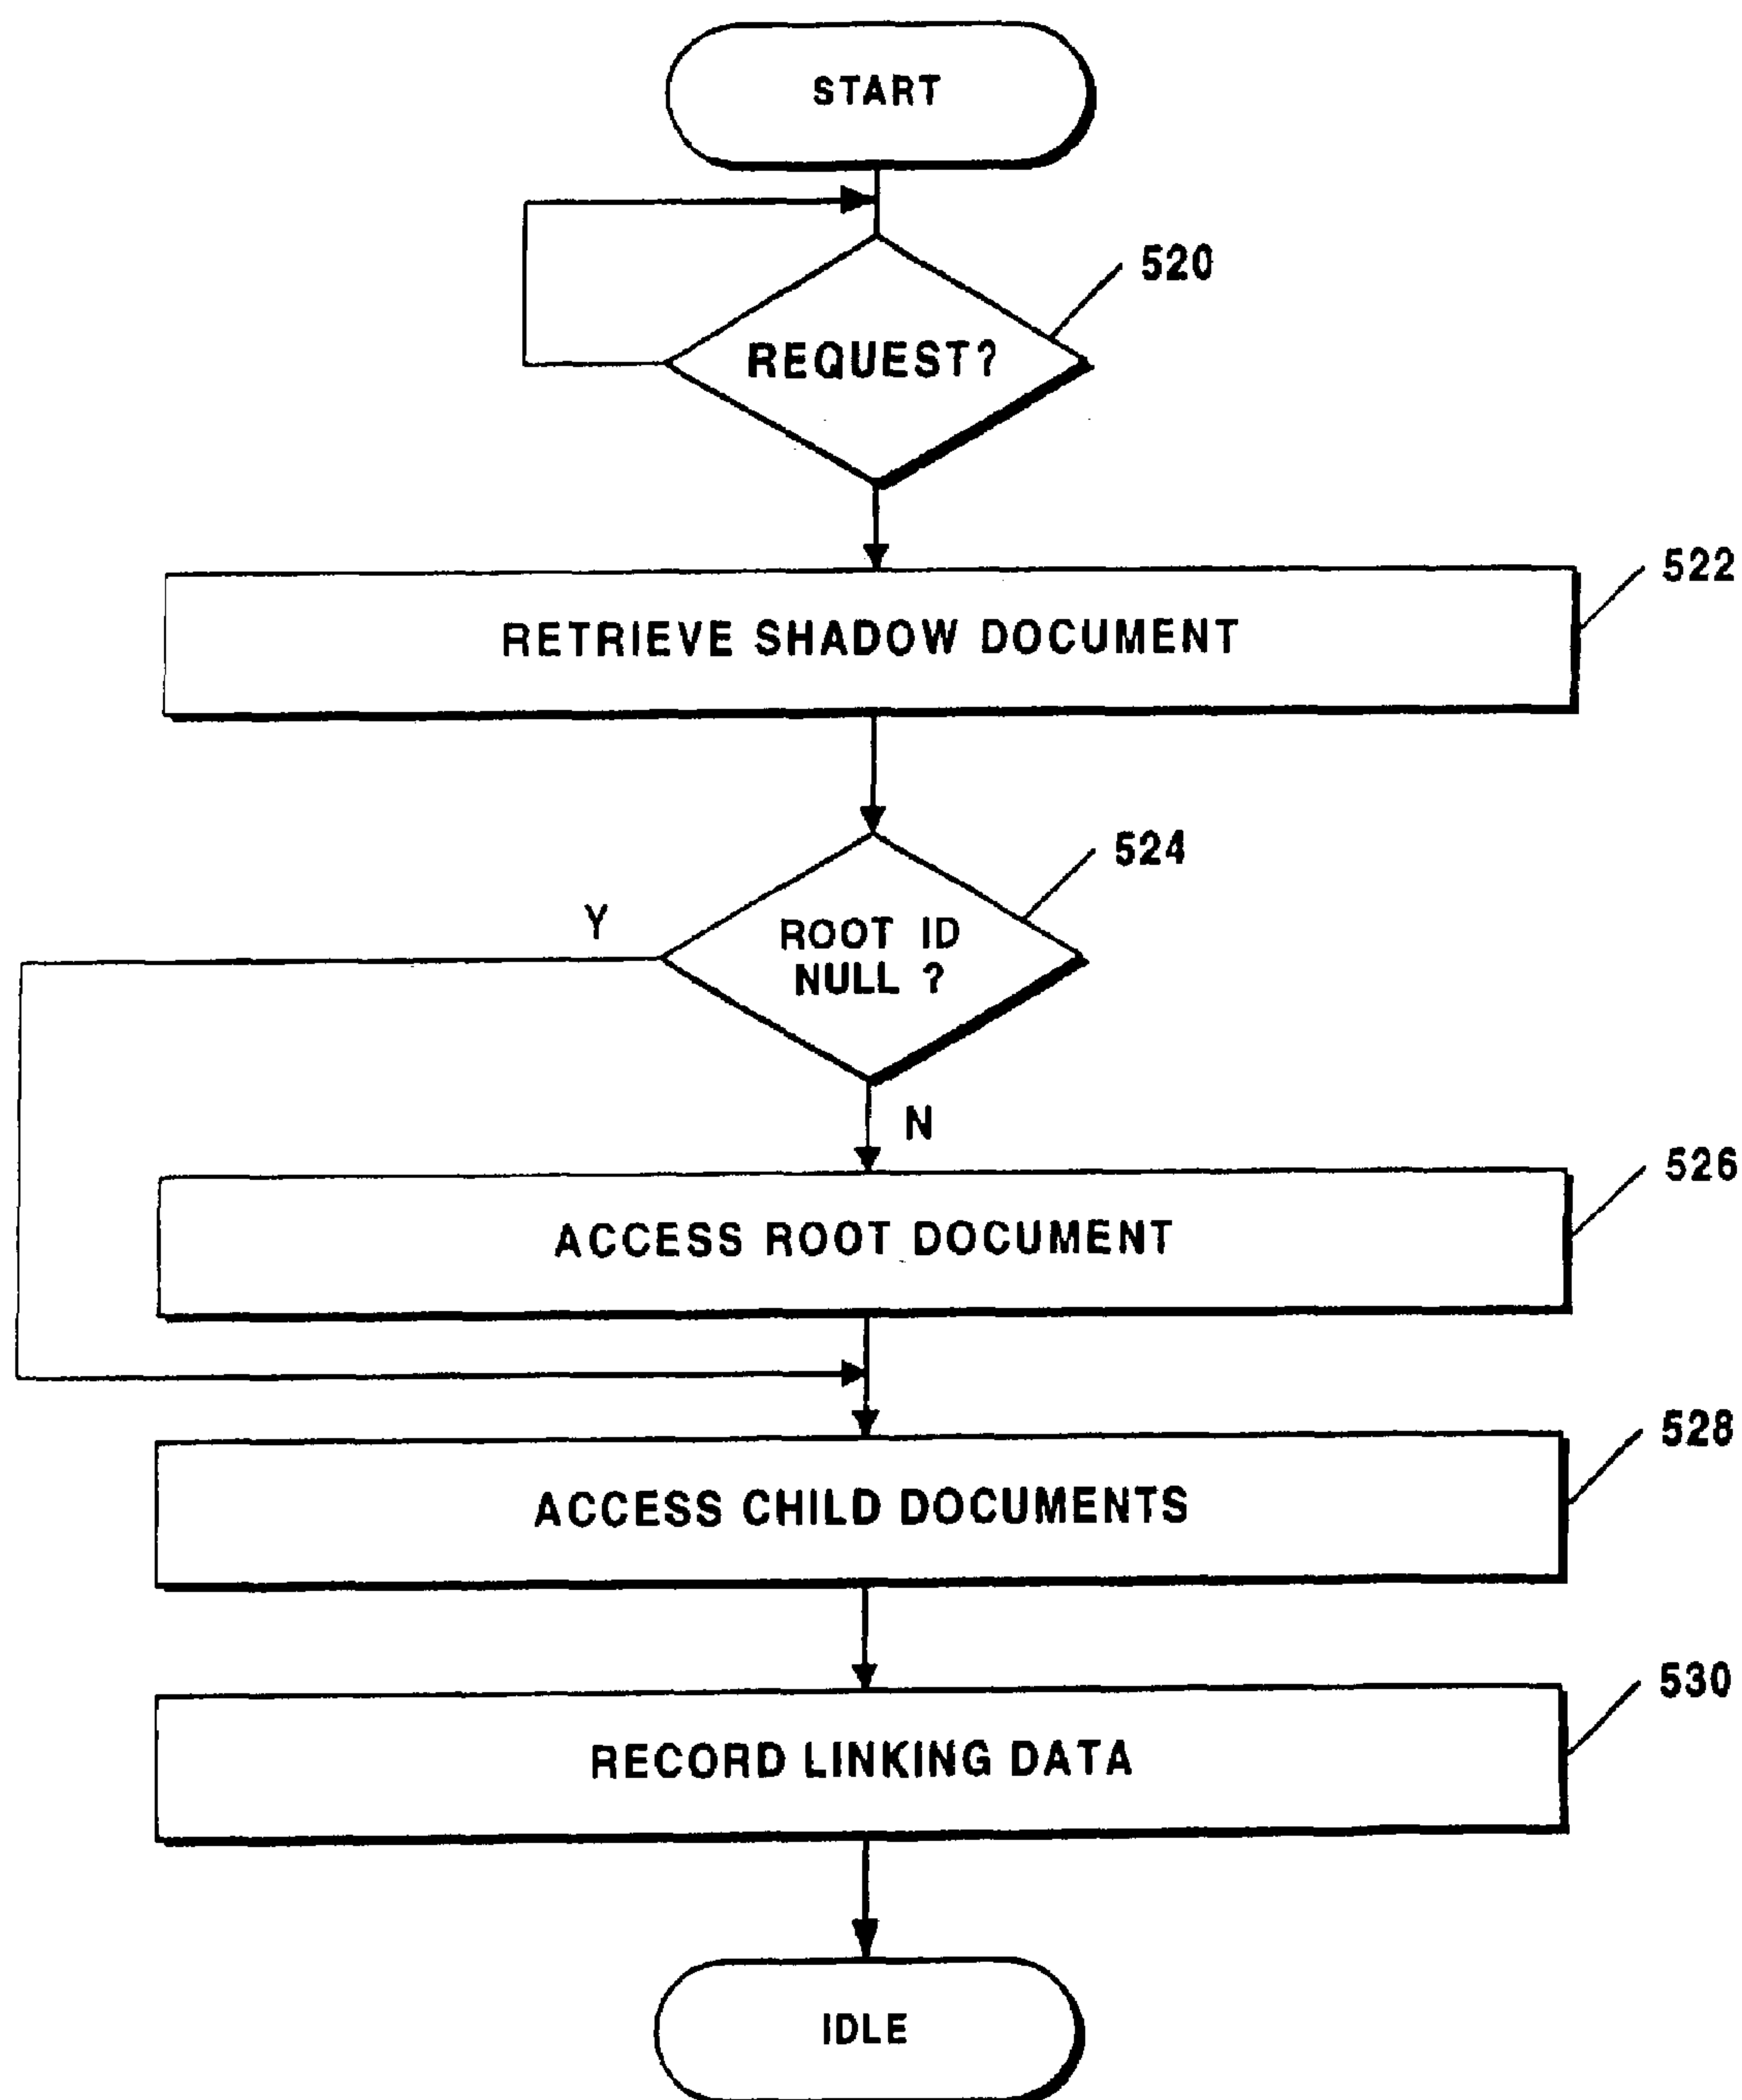 START
520
REQUEST?
522
RETRIEVE SHADOW DOCUMENT
524
Y
ROOT ID
NULL ?
N
526
ACCESS ROOT DOCUMENT
528
ACCESS CHILD DOCUMENTS
530
RECORD LINKING DATA
IDLE